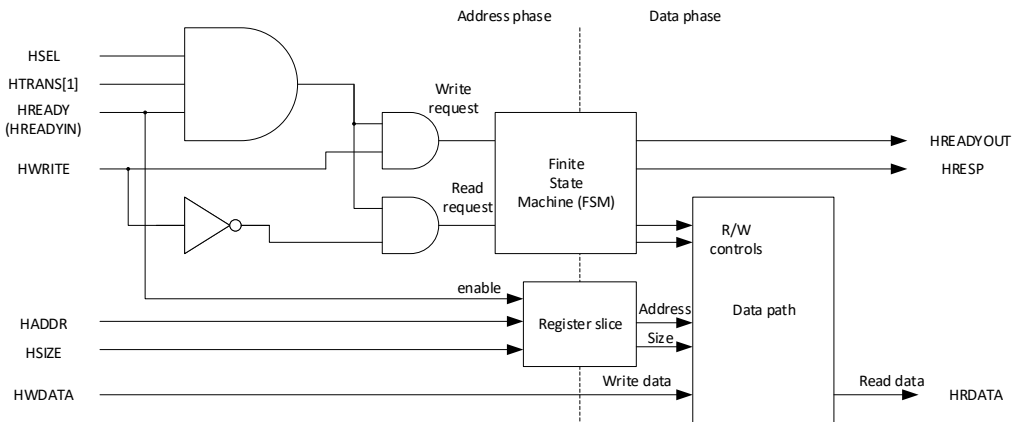 Address phase
Data phase
HSEL
HTRANS[1]
HREADY
(HREADYIN)
HWRITE
Write
request
Read
request
Finite
State
Machine (FSM)
HREADYOUT
HRESP
R/W
controls
enable
HADDR
HSIZE
Register slice
Address
Size
Data path
HWDATA
Write data
Read data
HRDATA